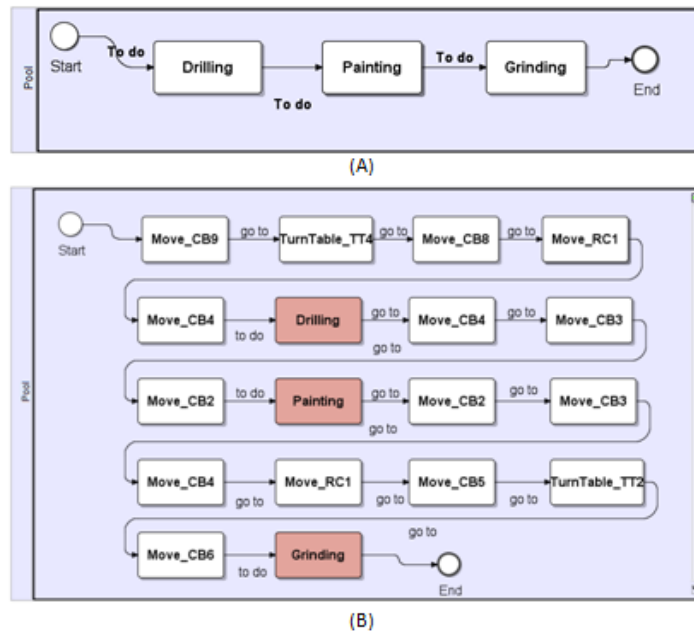 To do
To do
Drilling
Painting
Grinding
Start
End
To do
Pool
(A)
Start
Move_CB9
go to
TurnTable_TT4
go to
Move_CB8
go to
Move_RC1
Move_CB4
to do
Drilling
go to
go to
Move_CB4
go to
Move_CB3
Pool
Move_CB2
to do
Painting
go to
go to
Move_CB2
go to
Move_CB3
Move_CB4
go to
Move_RC1
go to
Move_CB5
go to
TurnTable_TT2
go to
Move_CB6
to do
Grinding
End
(B)